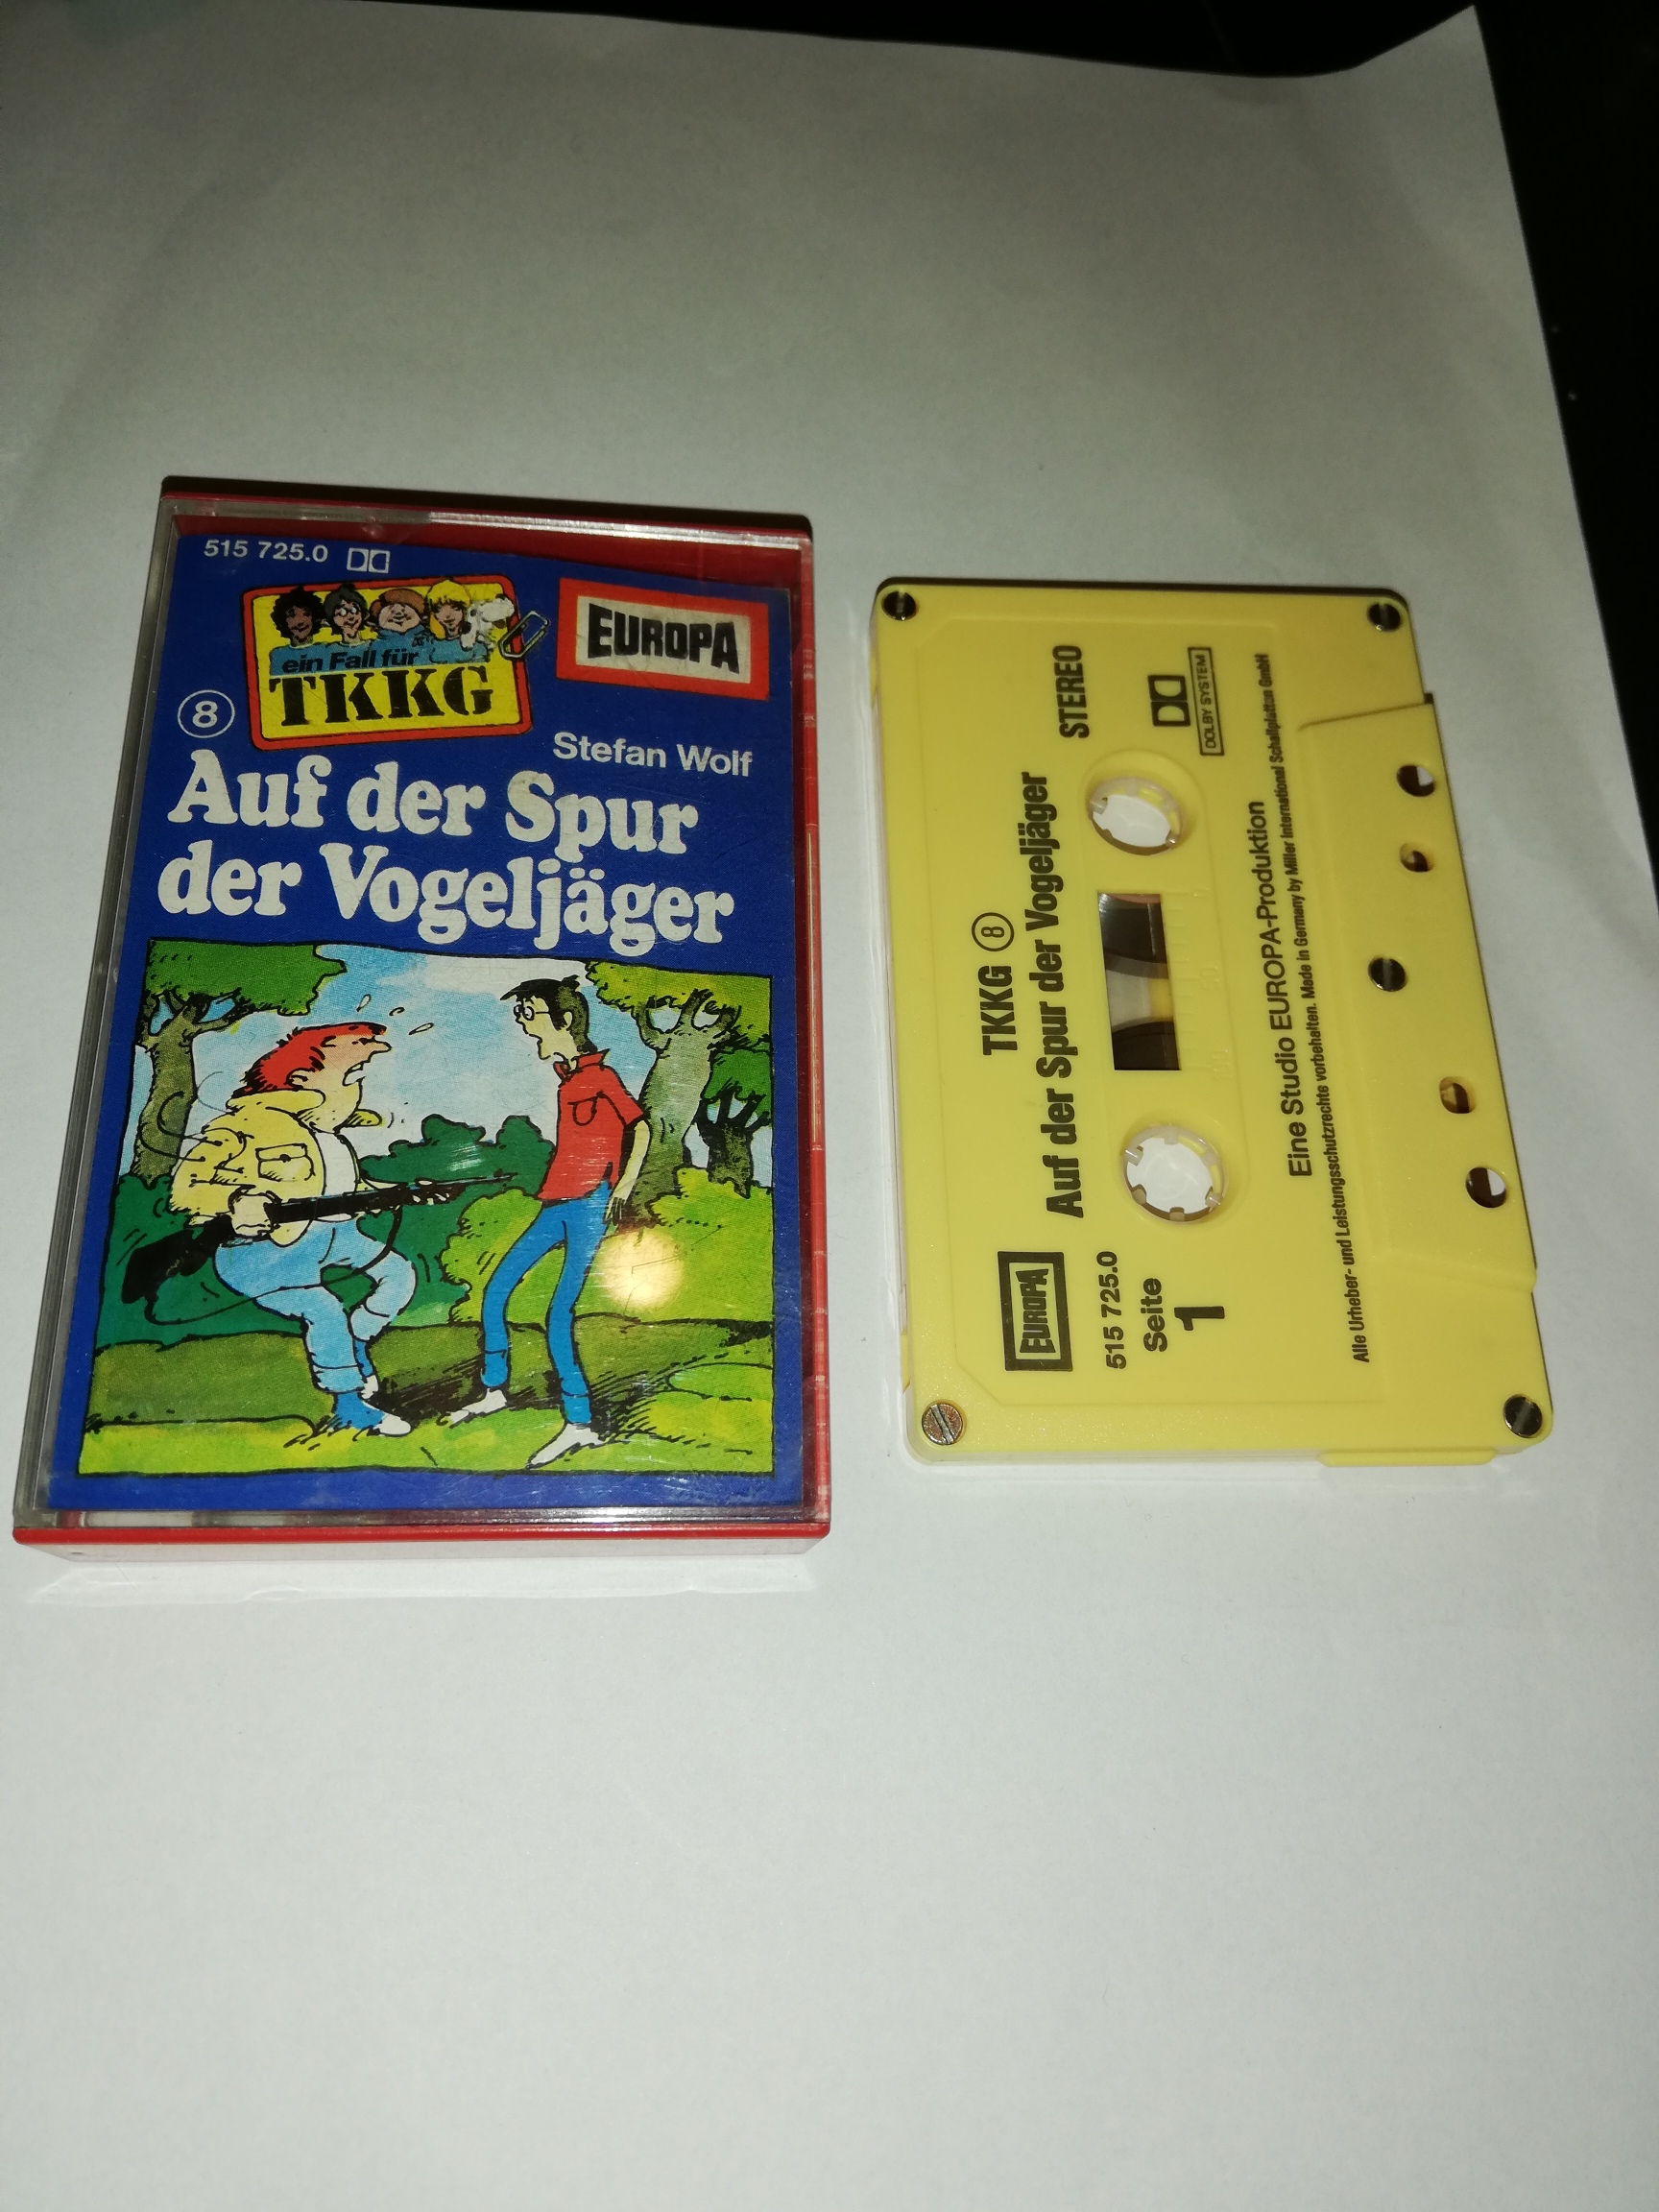 515 725.0
ein Fall für
TKKG
EUROPA
8
Stefan Wolf
Auf der Spur
der Vogeljäger
TKKG 8
Auf der Spur der Vogeljäger
STEREO
DOLBY SYSTEM
EUROPA
515 725.0
Seite
1
Eine Studio EUROPA-Produktion
Alle Urheber- und Leistungsschutzrechte vorbehalten. Made in Germany by Miller International Schallplatten GmbH